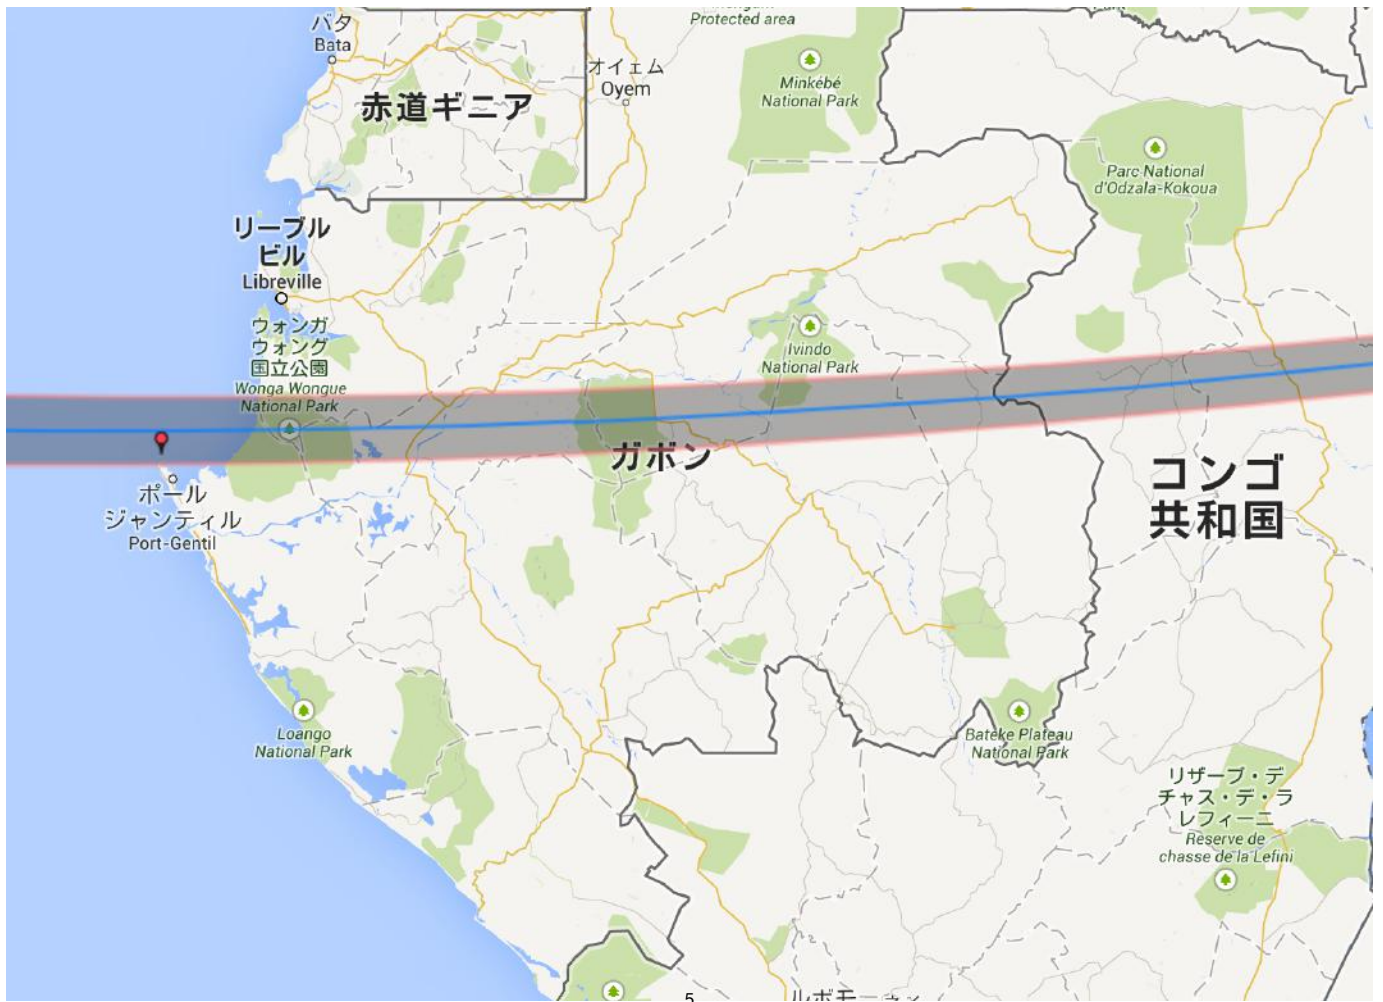 Protected area
バタ
Bata
オイェム
Oyem
赤道ギニア
Minkébé
National Park
Parc National
d'Odzala-Kokoua
リーブル
ビル
Libreville
ウォンガ
ウォング
国立公園
Wonga Wongue
National Park
Ivindo
National Park
ガボン
コンゴ
共和国
ポール
ジャンティル
Port-Gentil
Loango
National Park
Bateke Plateau
National Park
リザーブ・デ
チャス・デ・ラ
レフィーニ
Reserve de
chasse de la Lefini
5